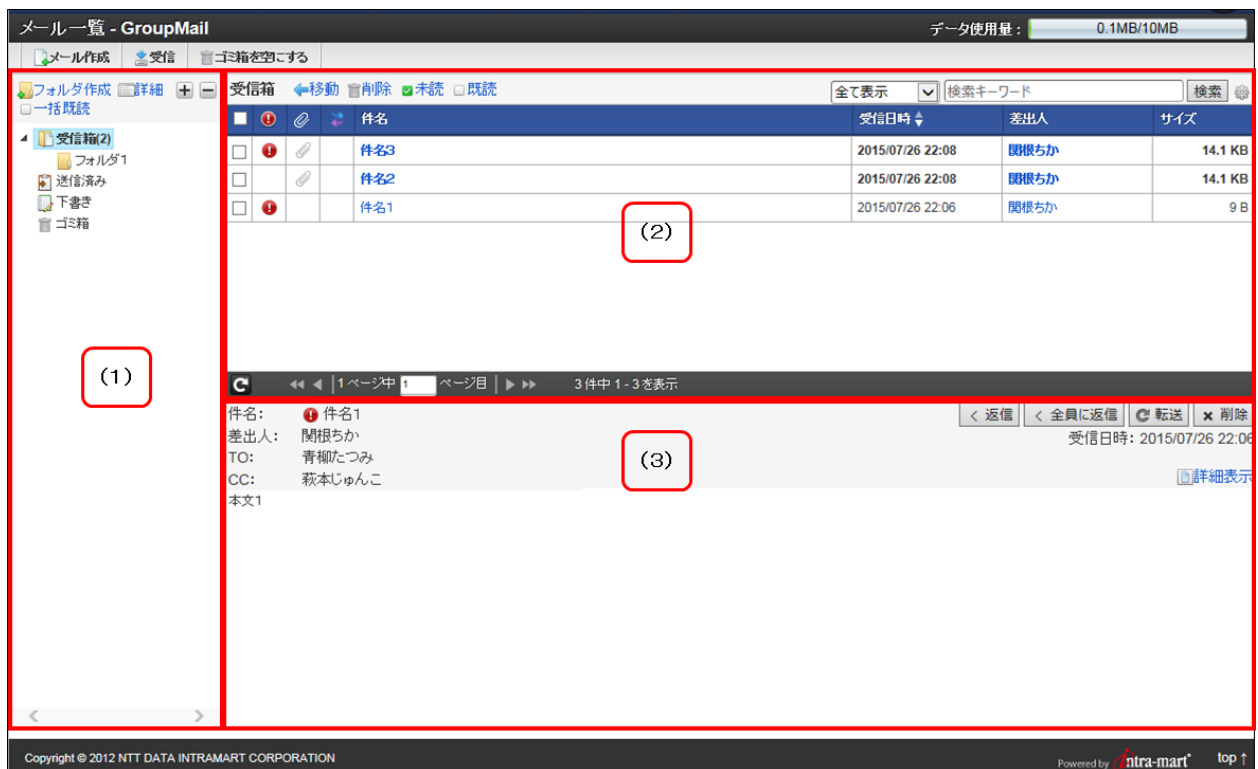 メール一覧 - GroupMail
データ使用量： 0.1MB/10MB
メール作成 受信 ゴミ箱を空にする
フォルダ作成 詳細
一括既読
受信箱(2)
フォルダ1
送信済み
下書き
ゴミ箱
(1)
受信箱 移動 削除 未読 既読 全て表示 検索キーワード 検索
件名 受信日時 差出人 サイズ
件名3 2015/07/26 22:08 関根ちか 14.1 KB
件名2 2015/07/26 22:08 関根ちか 14.1 KB
件名1 2015/07/26 22:06 関根ちか 9 B
(2)
1 ページ中 1 ページ目 3 件中 1 - 3 を表示
件名: 件名1 < 返信 < 全員に返信 転送 × 削除
差出人: 関根ちか 受信日時: 2015/07/26 22:06
TO: 青柳たつみ
(3)
CC: 萩本じゅんこ 詳細表示
本文1
Copyright © 2012 NTT DATA INTRAMART CORPORATION Powered by intra-mart top ↑